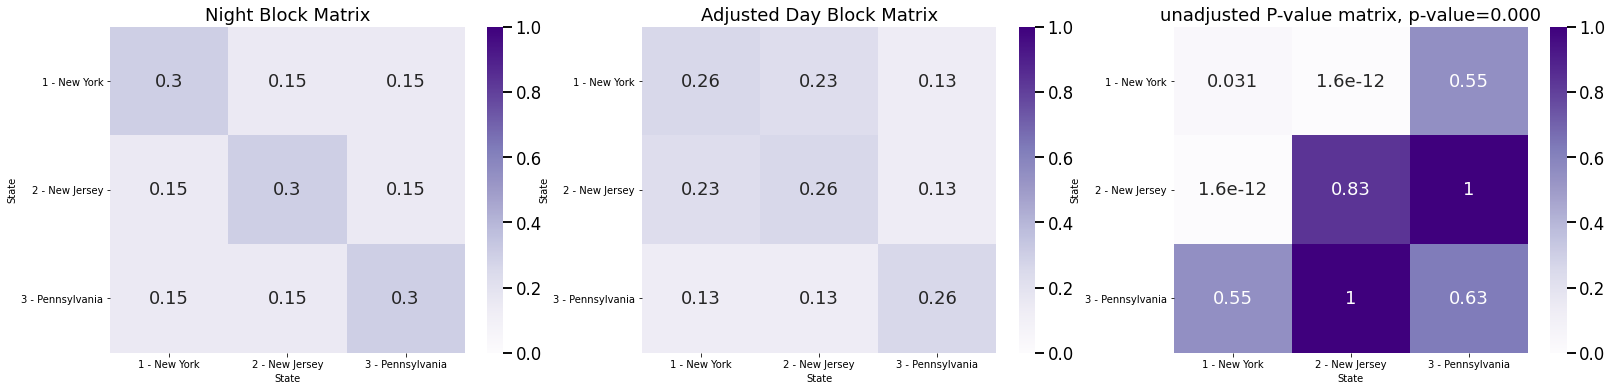 Night Block Matrix
1.0
0.8
0.6
0.4
0.2
0.0
State
1 - New York
2 - New Jersey
3 - Pennsylvania
0.3 0.15 0.15
0.15 0.3 0.15
0.15 0.15 0.3
1 - New York 2 - New Jersey 3 - Pennsylvania
State
Adjusted Day Block Matrix
1.0
0.8
0.6
0.4
0.2
0.0
State
1 - New York
2 - New Jersey
3 - Pennsylvania
0.26 0.23 0.13
0.23 0.26 0.13
0.13 0.13 0.26
1 - New York 2 - New Jersey 3 - Pennsylvania
State
unadjusted P-value matrix, p-value=0.000
1.0
0.8
0.6
0.4
0.2
0.0
State
1 - New York
2 - New Jersey
3 - Pennsylvania
0.031 1.6e-12 0.55
1.6e-12 0.83 1
0.55 1 0.63
1 - New York 2 - New Jersey 3 - Pennsylvania
State